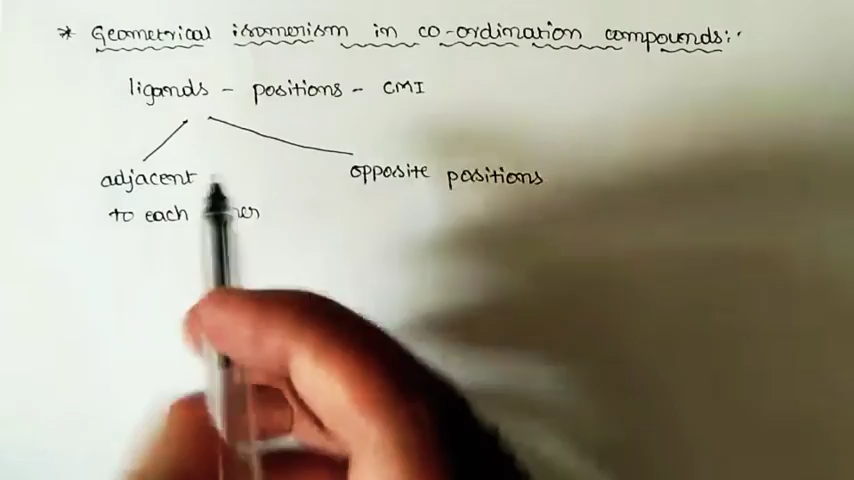 * Geometrical isomerism in co-ordination compounds:-
ligands - positions - CMI
adjacent
to each
opposite positions